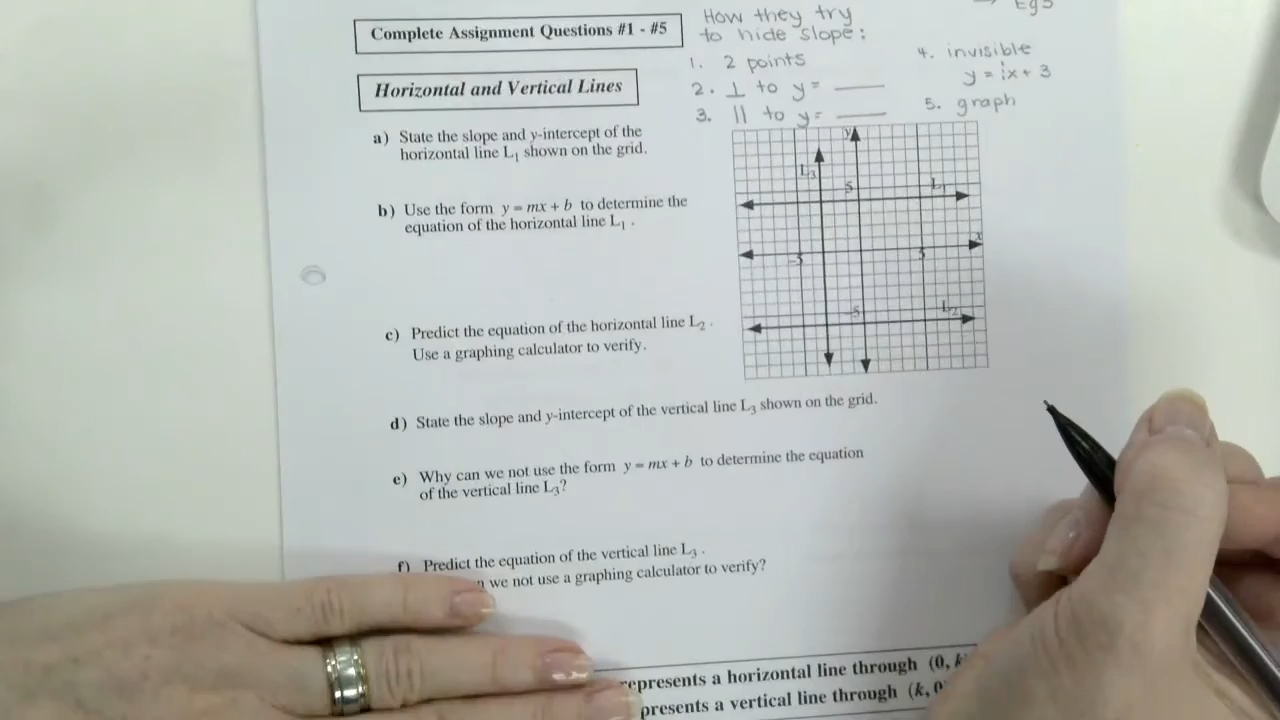 Complete Assignment Questions #1 - #5
How they try
to hide slope:
1. 2 points
2. ⊥ to y = ____
3. || to y = ____
4. invisible
y = 1x + 3
5. graph
Horizontal and Vertical Lines
a) State the slope and y-intercept of the
horizontal line L₁ shown on the grid.
b) Use the form y = mx + b to determine the
equation of the horizontal line L₁ .
y
L₃
5
L₁
x
-5
5
-5
L₂
c) Predict the equation of the horizontal line L₂ .
Use a graphing calculator to verify.
d) State the slope and y-intercept of the vertical line L₃ shown on the grid.
e) Why can we not use the form y = mx + b to determine the equation
of the vertical line L₃?
f) Predict the equation of the vertical line L₃ .
we not use a graphing calculator to verify?
represents a horizontal line through (0, k
presents a vertical line through (k, 0